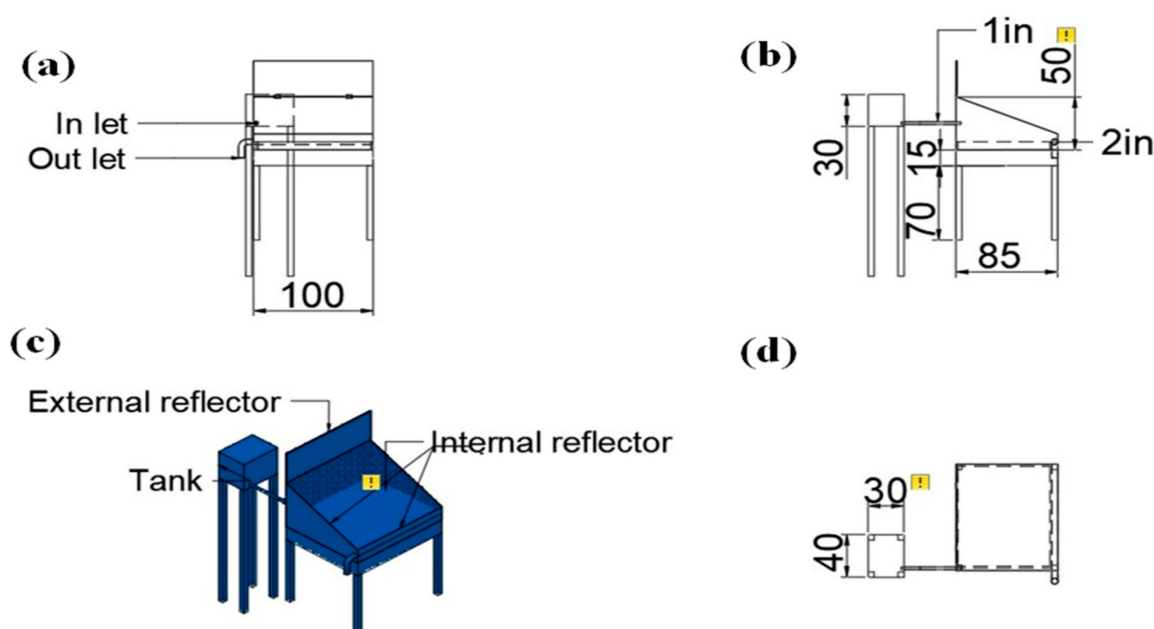 (a)
In let
Out let
100
(b)
1in
!
50
30
15
2in
70
85
(c)
External reflector
Internal reflector
Tank
!
(d)
30
!
40